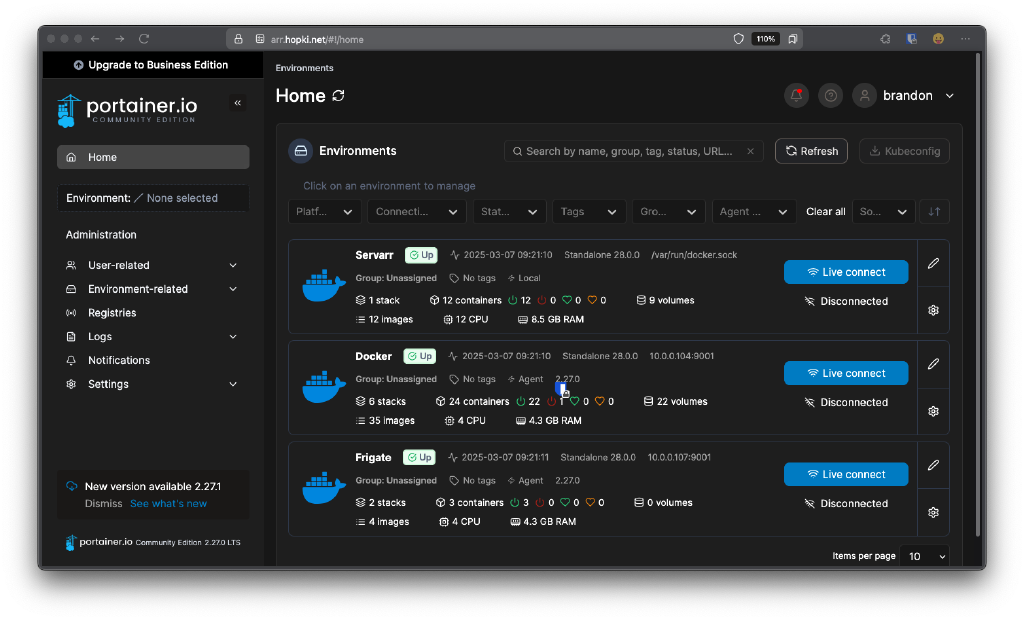 arr.hopki.net/#!/home
110%
Upgrade to Business Edition
portainer.io
COMMUNITY EDITION
Home
Environment: None selected
Administration
User-related
Environment-related
Registries
Logs
Notifications
Settings
New version available 2.27.1
Dismiss See what's new
portainer.io Community Edition 2.27.0 LTS
Environments
Home
brandon
Environments
Search by name, group, tag, status, URL...
Refresh
Kubeconfig
Click on an environment to manage
Platf... Connecti... Stat... Tags Gro... Agent ... Clear all So...
Servarr Up 2025-03-07 09:21:10 Standalone 28.0.0 /var/run/docker.sock
Group: Unassigned No tags Local
Live connect
1 stack 12 containers 12 0 0 0 9 volumes
Disconnected
12 images 12 CPU 8.5 GB RAM
Docker Up 2025-03-07 09:21:10 Standalone 28.0.0 10.0.0.104:9001
Group: Unassigned No tags Agent 2.27.0
Live connect
6 stacks 24 containers 22 1 0 0 22 volumes
Disconnected
35 images 4 CPU 4.3 GB RAM
Frigate Up 2025-03-07 09:21:11 Standalone 28.0.0 10.0.0.107:9001
Group: Unassigned No tags Agent 2.27.0
Live connect
2 stacks 3 containers 3 0 0 0 0 volumes
Disconnected
4 images 4 CPU 4.3 GB RAM
Items per page 10